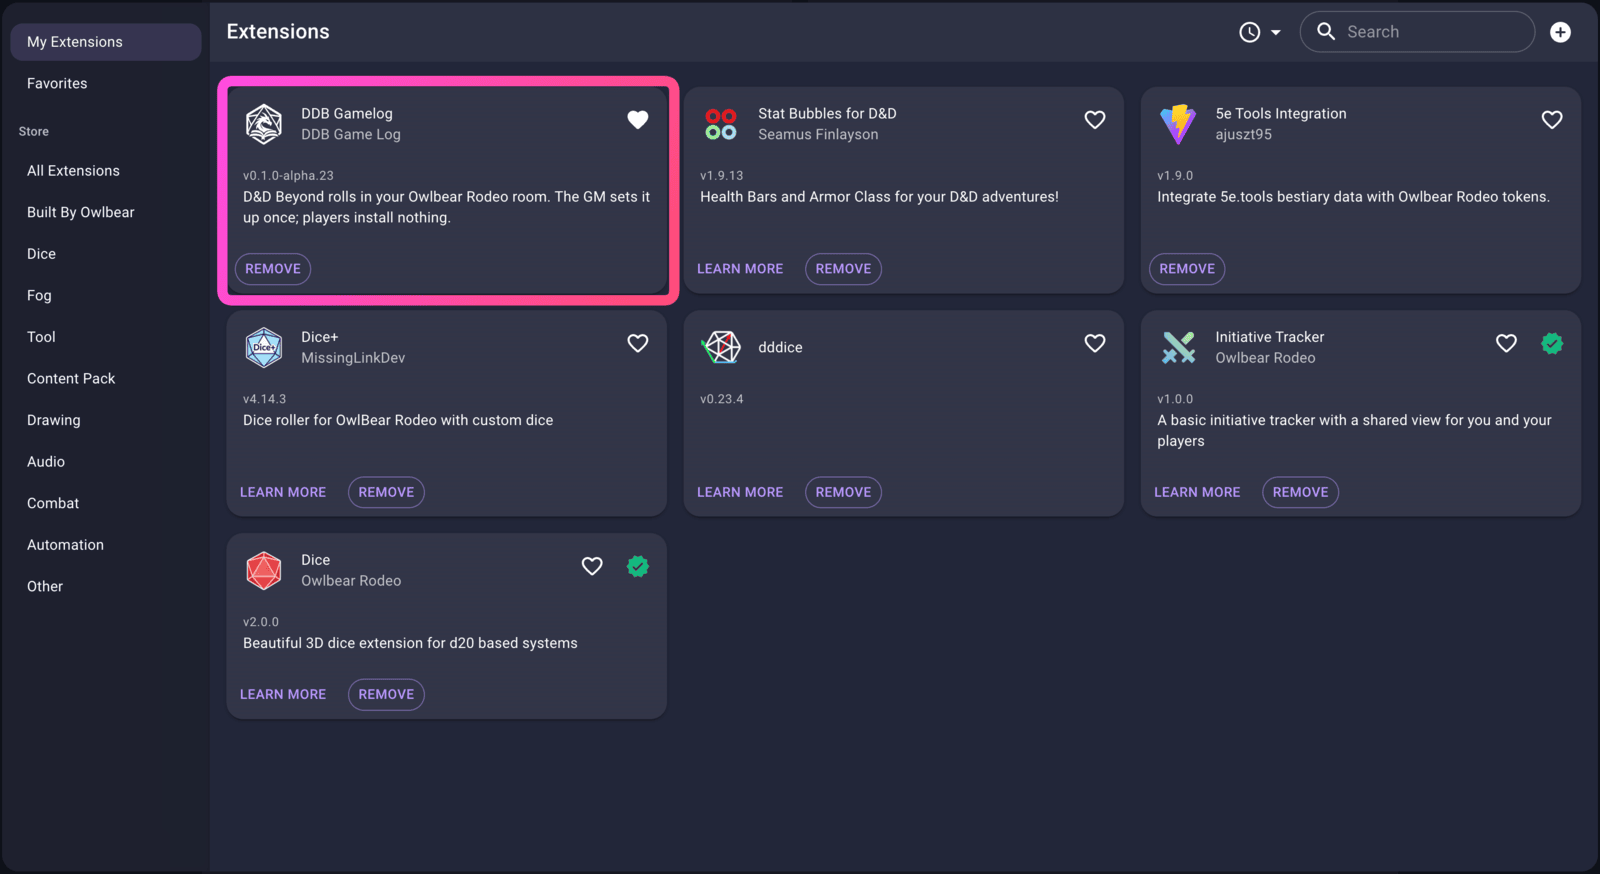 My Extensions
Favorites
Store
All Extensions
Built By Owlbear
Dice
Fog
Tool
Content Pack
Drawing
Audio
Combat
Automation
Other
Extensions
Search
DDB Gamelog
DDB Game Log
v0.1.0-alpha.23
D&D Beyond rolls in your Owlbear Rodeo room. The GM sets it
up once; players install nothing.
REMOVE
Stat Bubbles for D&D
Seamus Finlayson
v1.9.13
Health Bars and Armor Class for your D&D adventures!
LEARN MORE
REMOVE
5e Tools Integration
ajuszt95
v1.9.0
Integrate 5e.tools bestiary data with Owlbear Rodeo tokens.
REMOVE
Dice+
Dice+
MissingLinkDev
v4.14.3
Dice roller for OwlBear Rodeo with custom dice
LEARN MORE
REMOVE
dddice
v0.23.4
LEARN MORE
REMOVE
Initiative Tracker
Owlbear Rodeo
v1.0.0
A basic initiative tracker with a shared view for you and your
players
LEARN MORE
REMOVE
Dice
Owlbear Rodeo
v2.0.0
Beautiful 3D dice extension for d20 based systems
LEARN MORE
REMOVE